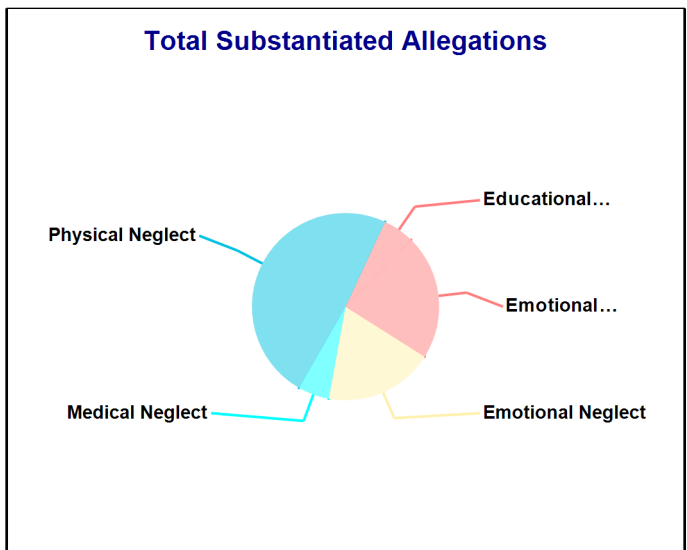 Total Substantiated Allegations
Educational…
Physical Neglect
Emotional…
Medical Neglect
Emotional Neglect